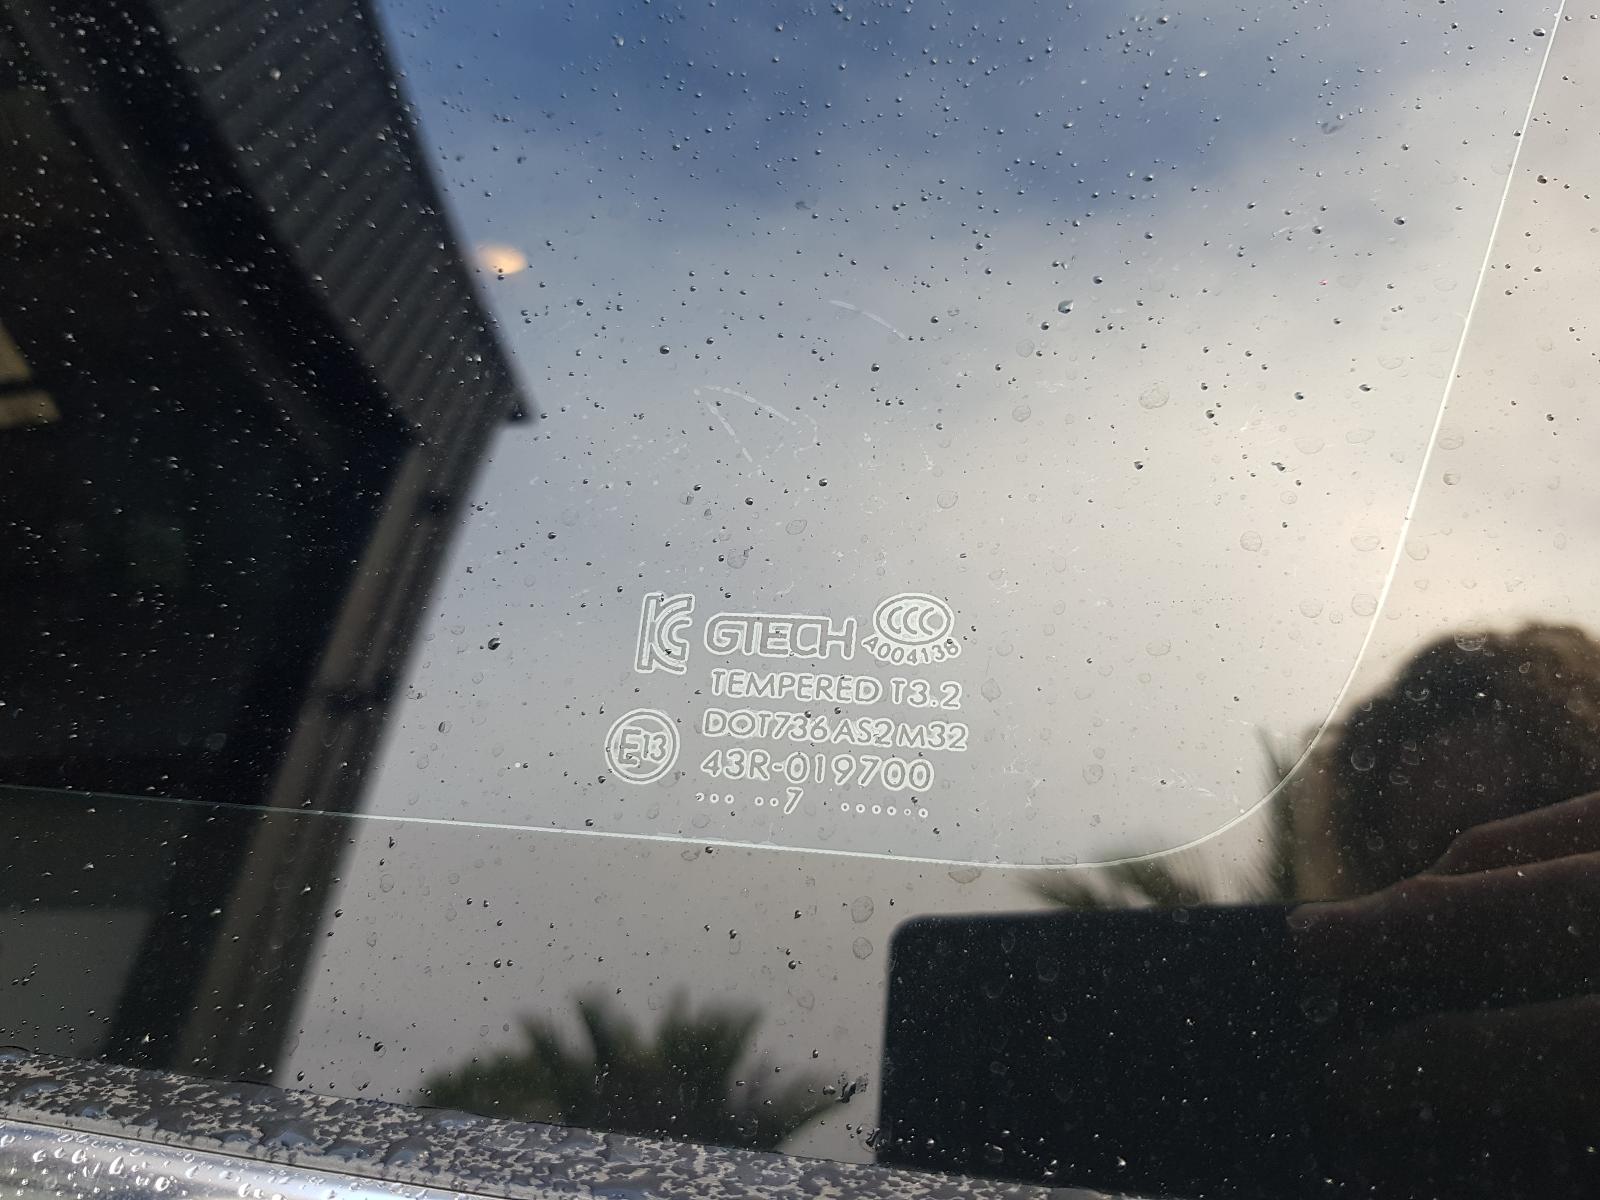 KC GTECH CCC
4004138
TEMPERED T3.2
DOT736 AS2 M32
E13
43R-019700
... ..7 ......